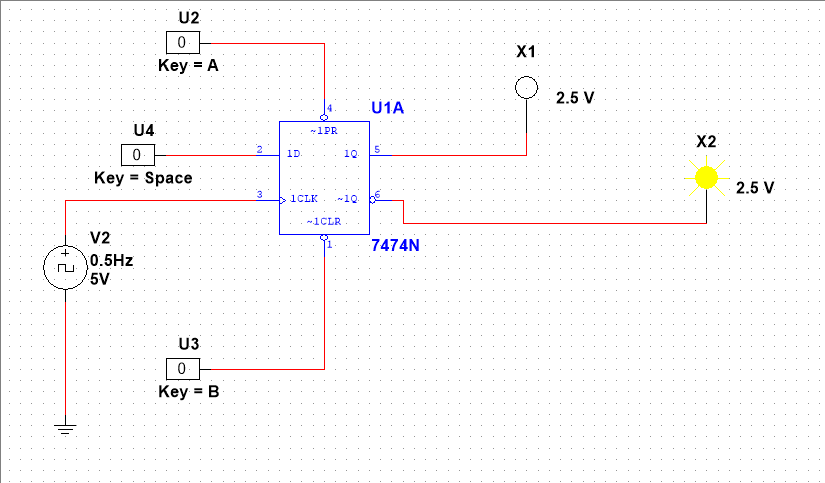 U2
0
Key = A
X1
2.5 V
4
U1A
~1PR
U4
0
Key = Space
2
1D
1Q
5
X2
2.5 V
3
1CLK
~1Q
6
~1CLR
1
7474N
V2
0.5Hz
5V
U3
0
Key = B